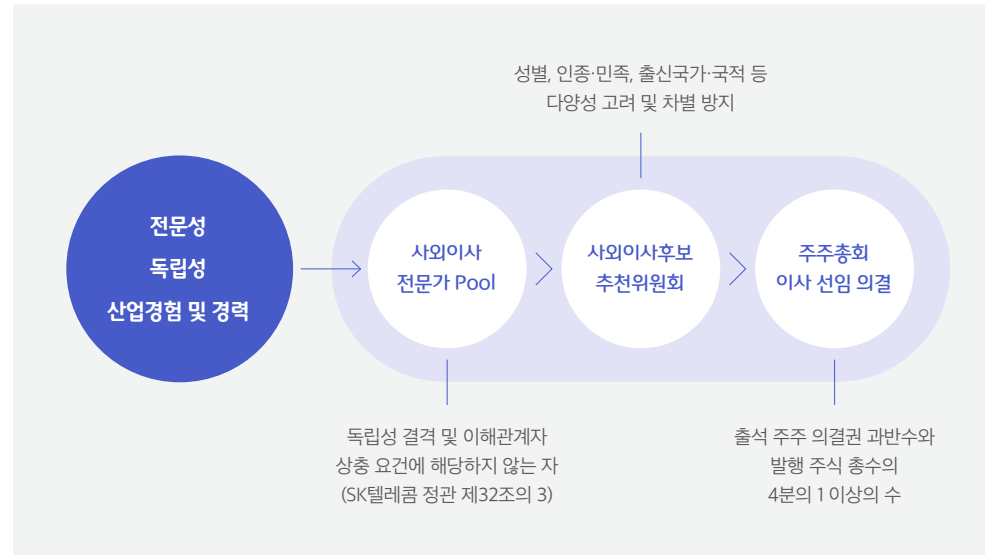 성별, 인종·민족, 출신국가·국적 등
다양성 고려 및 차별 방지
전문성
독립성
산업경험 및 경력
사외이사
전문가 Pool
사외이사후보
추천위원회
주주총회
이사 선임 의결
독립성 결격 및 이해관계자
상충 요건에 해당하지 않는 자
(SK텔레콤 정관 제32조의 3)
출석 주주 의결권 과반수와
발행 주식 총수의
4분의 1 이상의 수